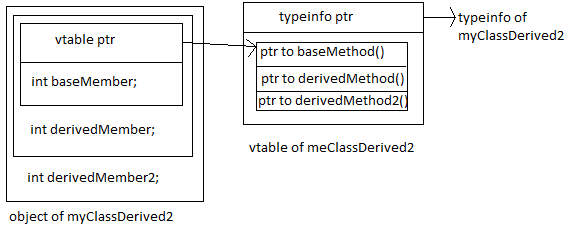 vtable ptr
int baseMember;
int derivedMember;
int derivedMember2;
object of myClassDerived2
typeinfo ptr
ptr to baseMethod()
ptr to derivedMethod()
ptr to derivedMethod2()
vtable of meClassDerived2
typeinfo of
myClassDerived2